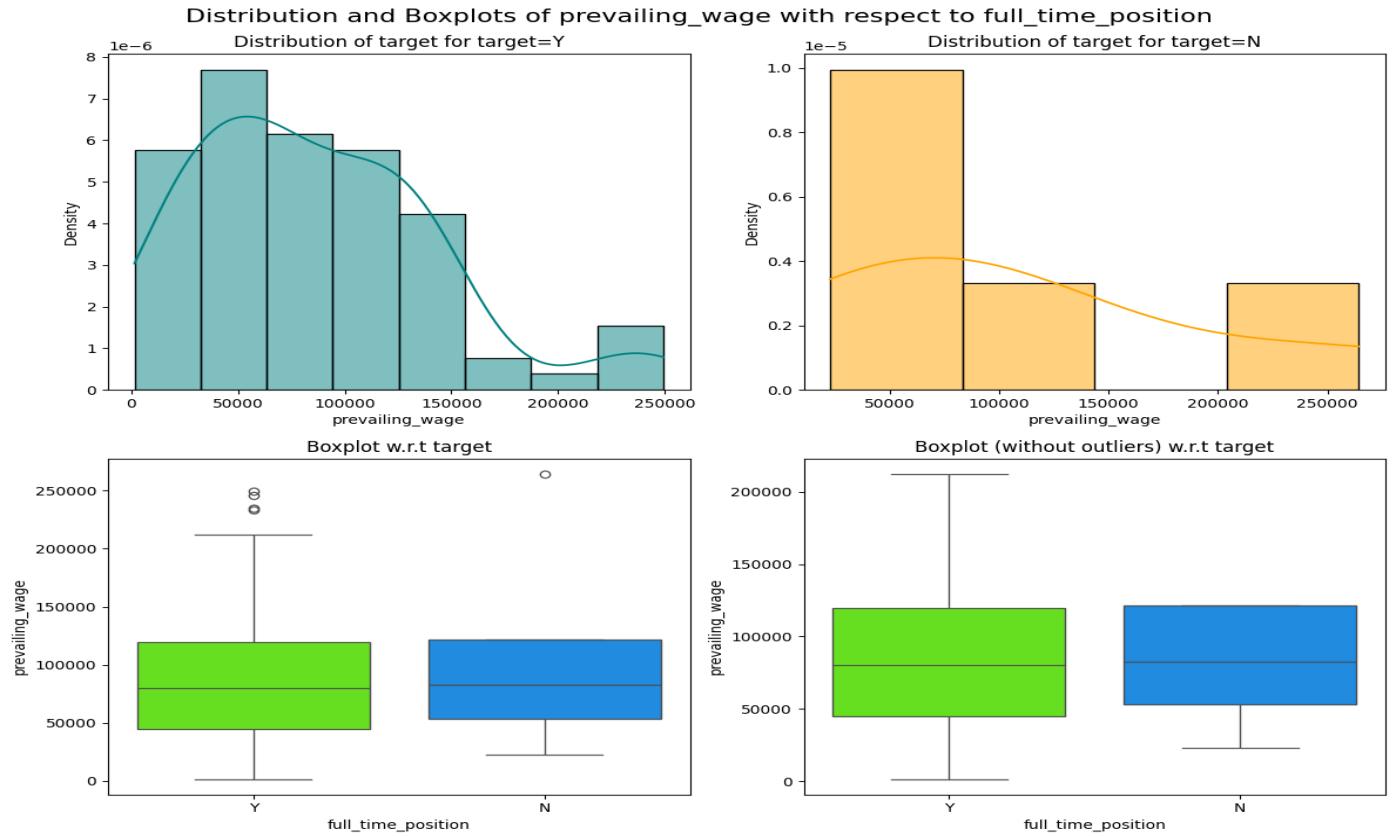 Distribution and Boxplots of prevailing_wage with respect to full_time_position
Distribution of target for target=Y
1e−6
8
7
6
5
4
3
2
1
0
Density
0 50000 100000 150000 200000 250000
prevailing_wage
Distribution of target for target=N
1e−5
1.0
0.8
0.6
0.4
0.2
0.0
Density
50000 100000 150000 200000 250000
prevailing_wage
Boxplot w.r.t target
250000
200000
150000
100000
50000
0
prevailing_wage
Y N
full_time_position
Boxplot (without outliers) w.r.t target
200000
150000
100000
50000
0
prevailing_wage
Y N
full_time_position